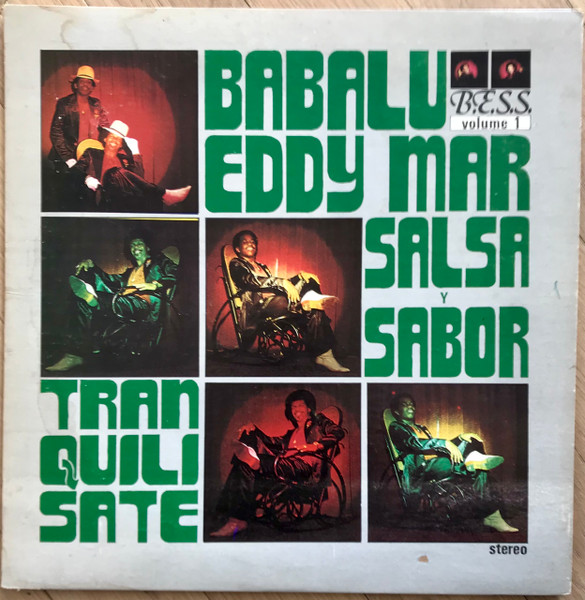 BABALU
B.E.S.S.
volume 1
EDDY MAR
SALSA
Y
SABOR
TRAN
QUILI
SATE
stereo